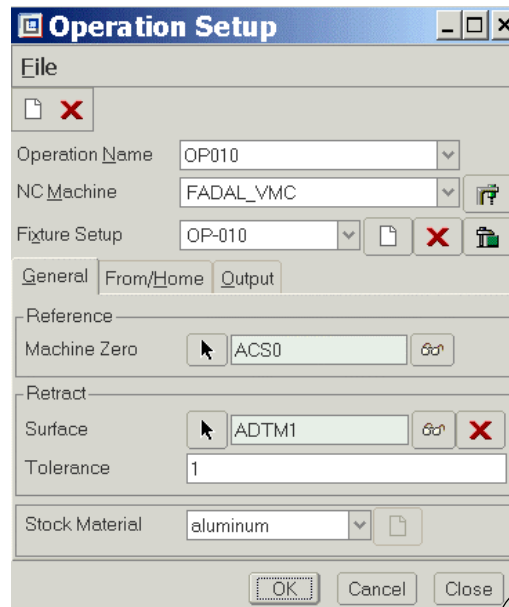 Operation Setup
File
Operation Name OP010
NC Machine FADAL_VMC
Fixture Setup OP-010
General From/Home Output
Reference
Machine Zero ACS0
Retract
Surface ADTM1
Tolerance 1
Stock Material aluminum
OK Cancel Close